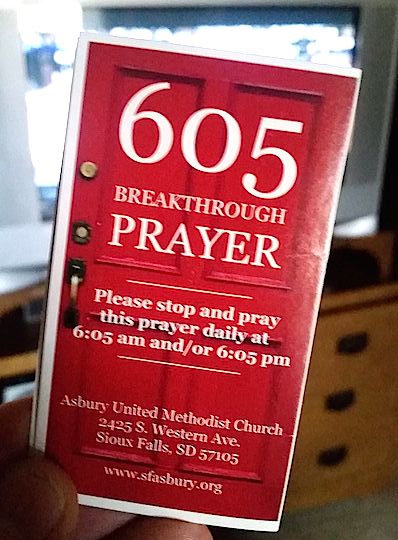 605
BREAKTHROUGH
PRAYER
Please stop and pray
this prayer daily at
6:05 am and/or 6:05 pm
Asbury United Methodist Church
2425 S. Western Ave.
Sioux Falls, SD 57105
www.sfasbury.org